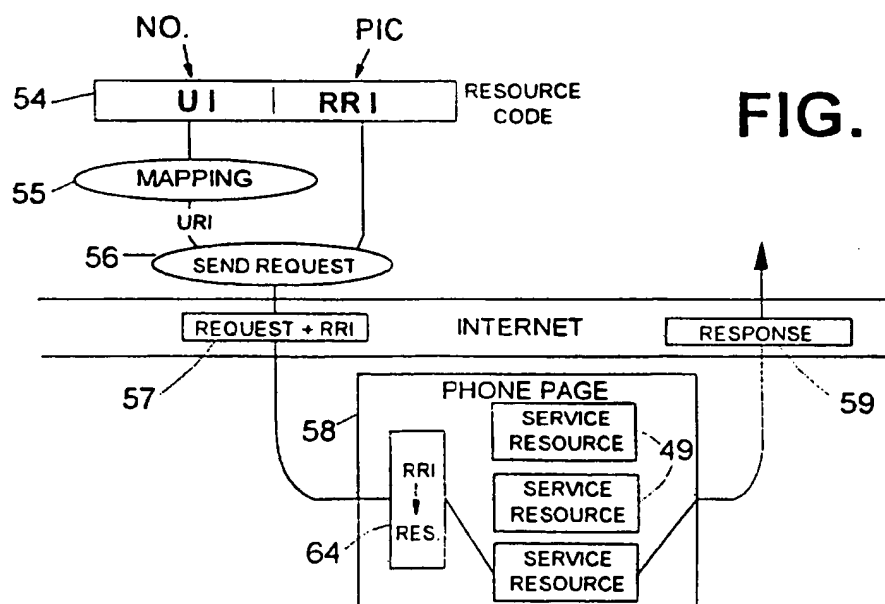 NO. PIC
54 UI RRI RESOURCE CODE
FIG.
55 MAPPING
URI
56 SEND REQUEST
REQUEST + RRI INTERNET RESPONSE
57 59
PHONE PAGE
58
SERVICE RESOURCE
49
RRI
SERVICE RESOURCE
RES.
64
SERVICE RESOURCE